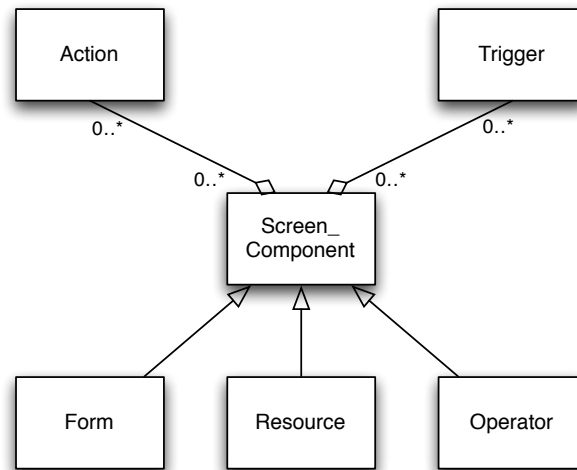 Action
Trigger
0..*
0..*
0..*
0..*
Screen_
Component
Form
Resource
Operator